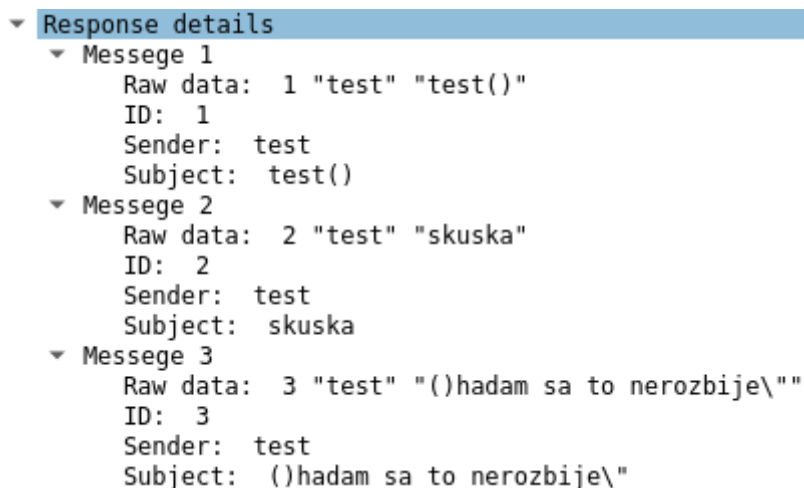 Response details
Messege 1
Raw data:  1 "test" "test()"
ID:  1
Sender:  test
Subject:  test()
Messege 2
Raw data:  2 "test" "skuska"
ID:  2
Sender:  test
Subject:  skuska
Messege 3
Raw data:  3 "test" "()hadam sa to nerozbije\""
ID:  3
Sender:  test
Subject:  ()hadam sa to nerozbije\"